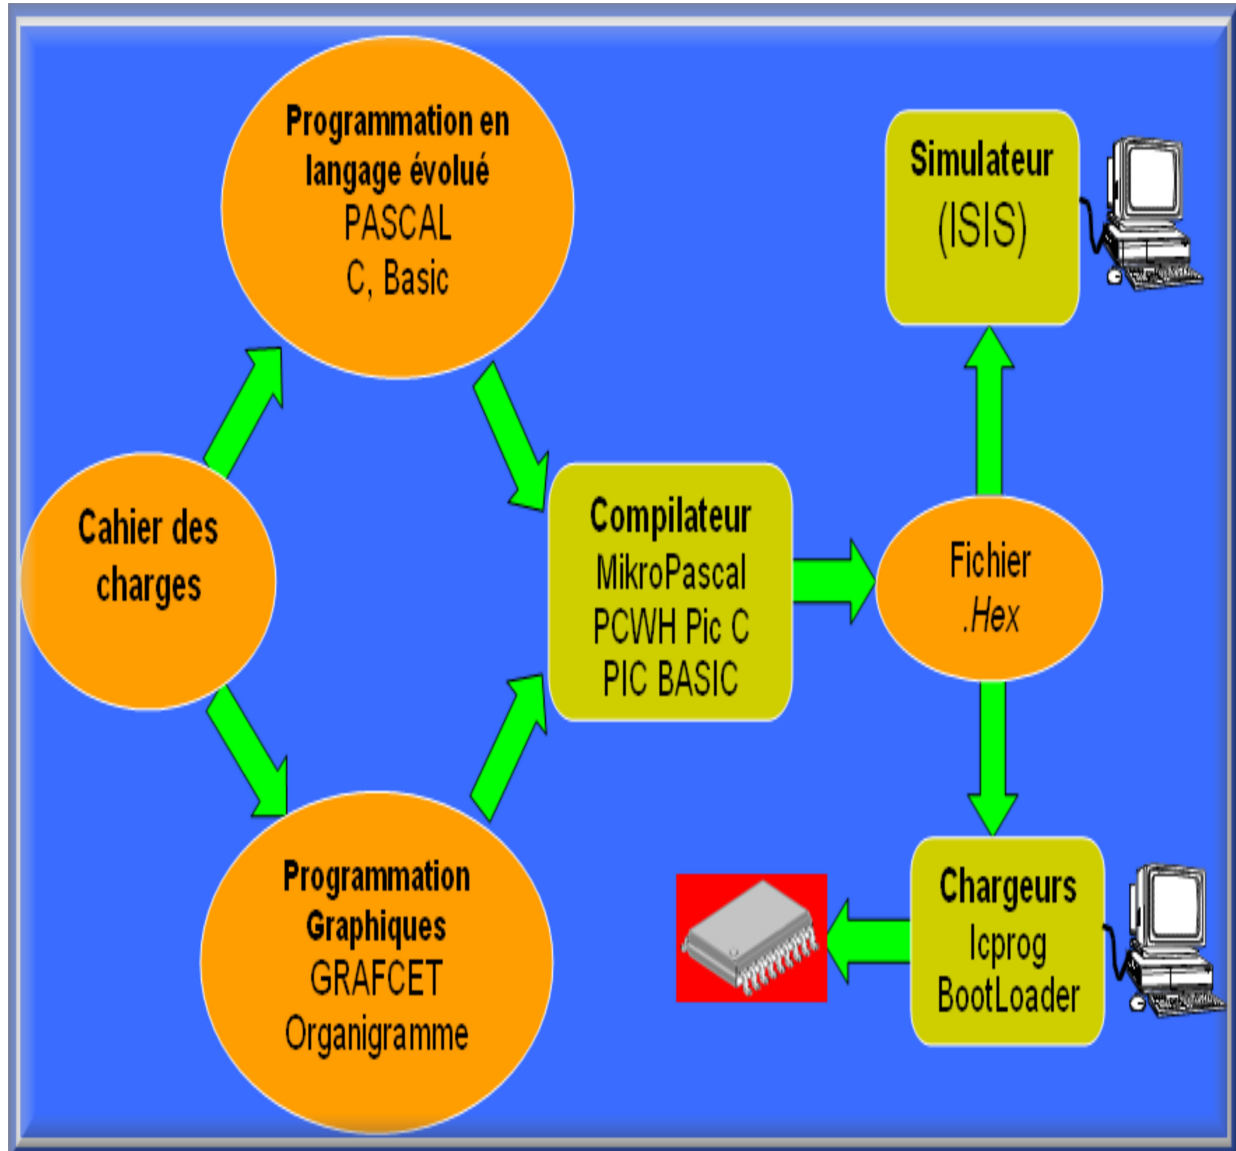 Programmation en
langage évolué
PASCAL
C, Basic
Simulateur
(ISIS)
Cahier des
charges
Compilateur
MikroPascal
PCWH Pic C
PIC BASIC
Fichier
.Hex
Programmation
Graphiques
GRAFCET
Organigramme
Chargeurs
Icprog
BootLoader